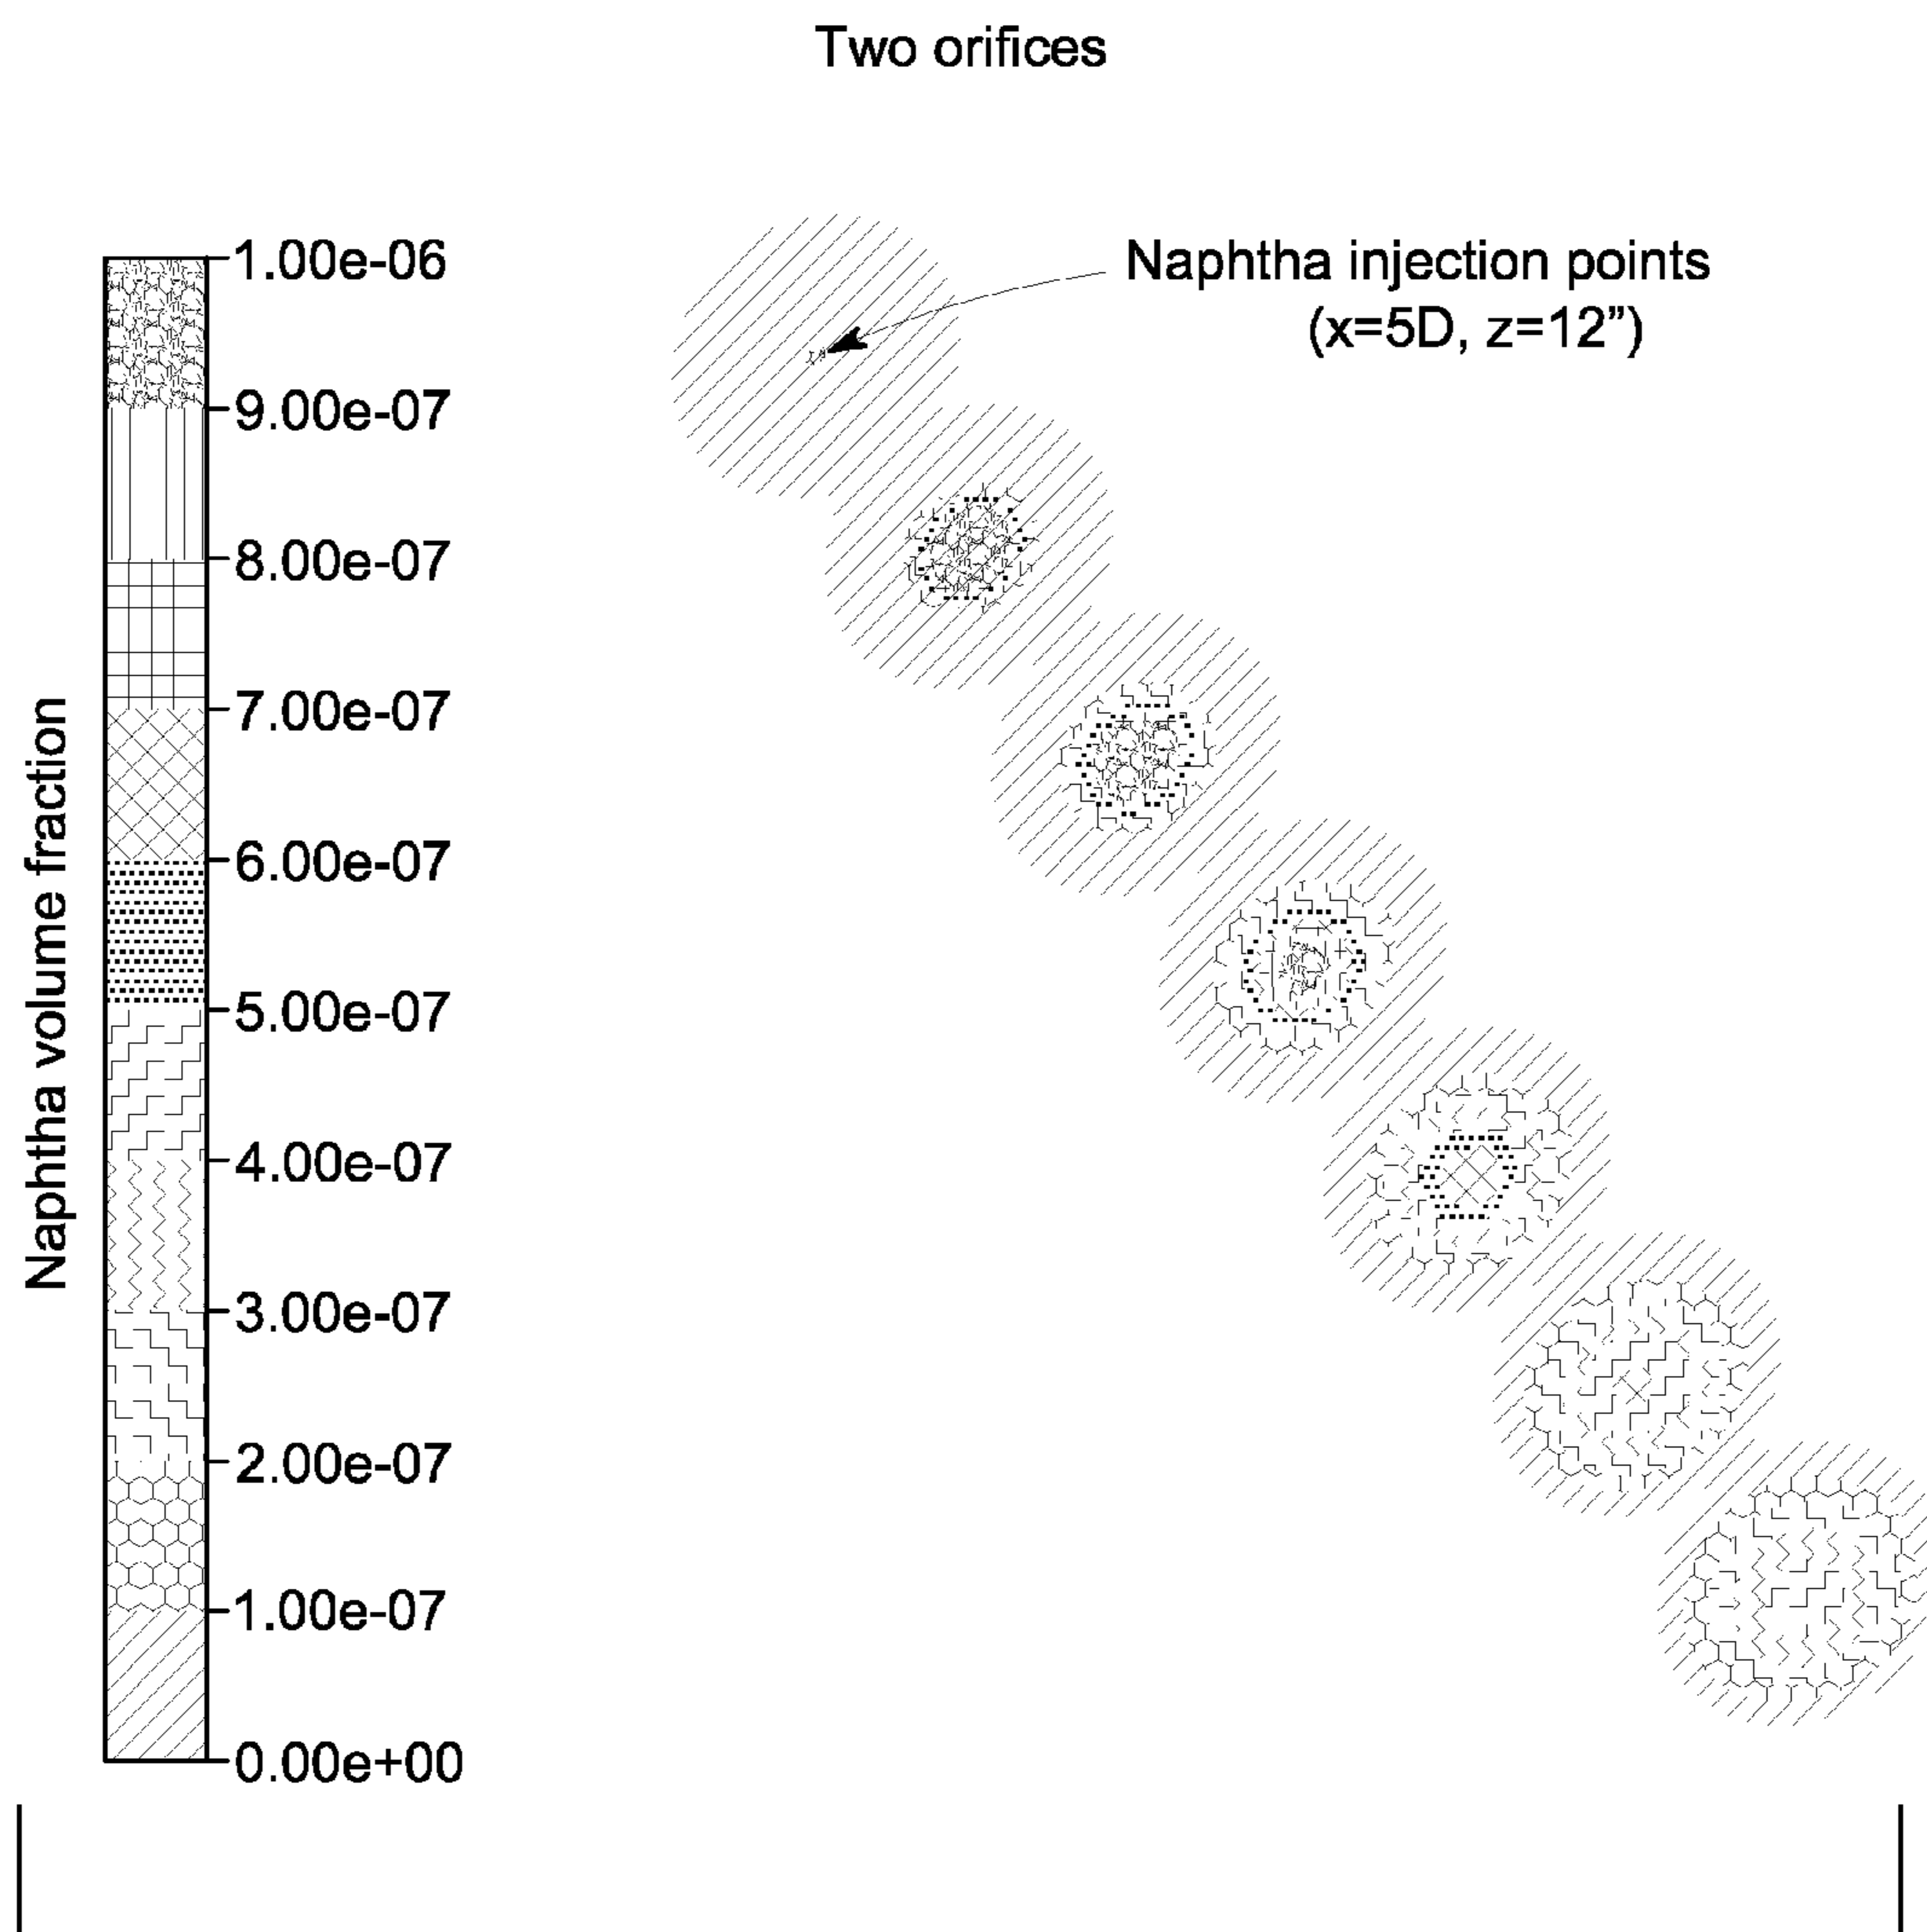 Two orifices
Naphtha injection points
(x=5D, z=12”)
Naphtha volume fraction
1.00e-06
9.00e-07
8.00e-07
7.00e-07
6.00e-07
5.00e-07
4.00e-07
3.00e-07
2.00e-07
1.00e-07
0.00e+00